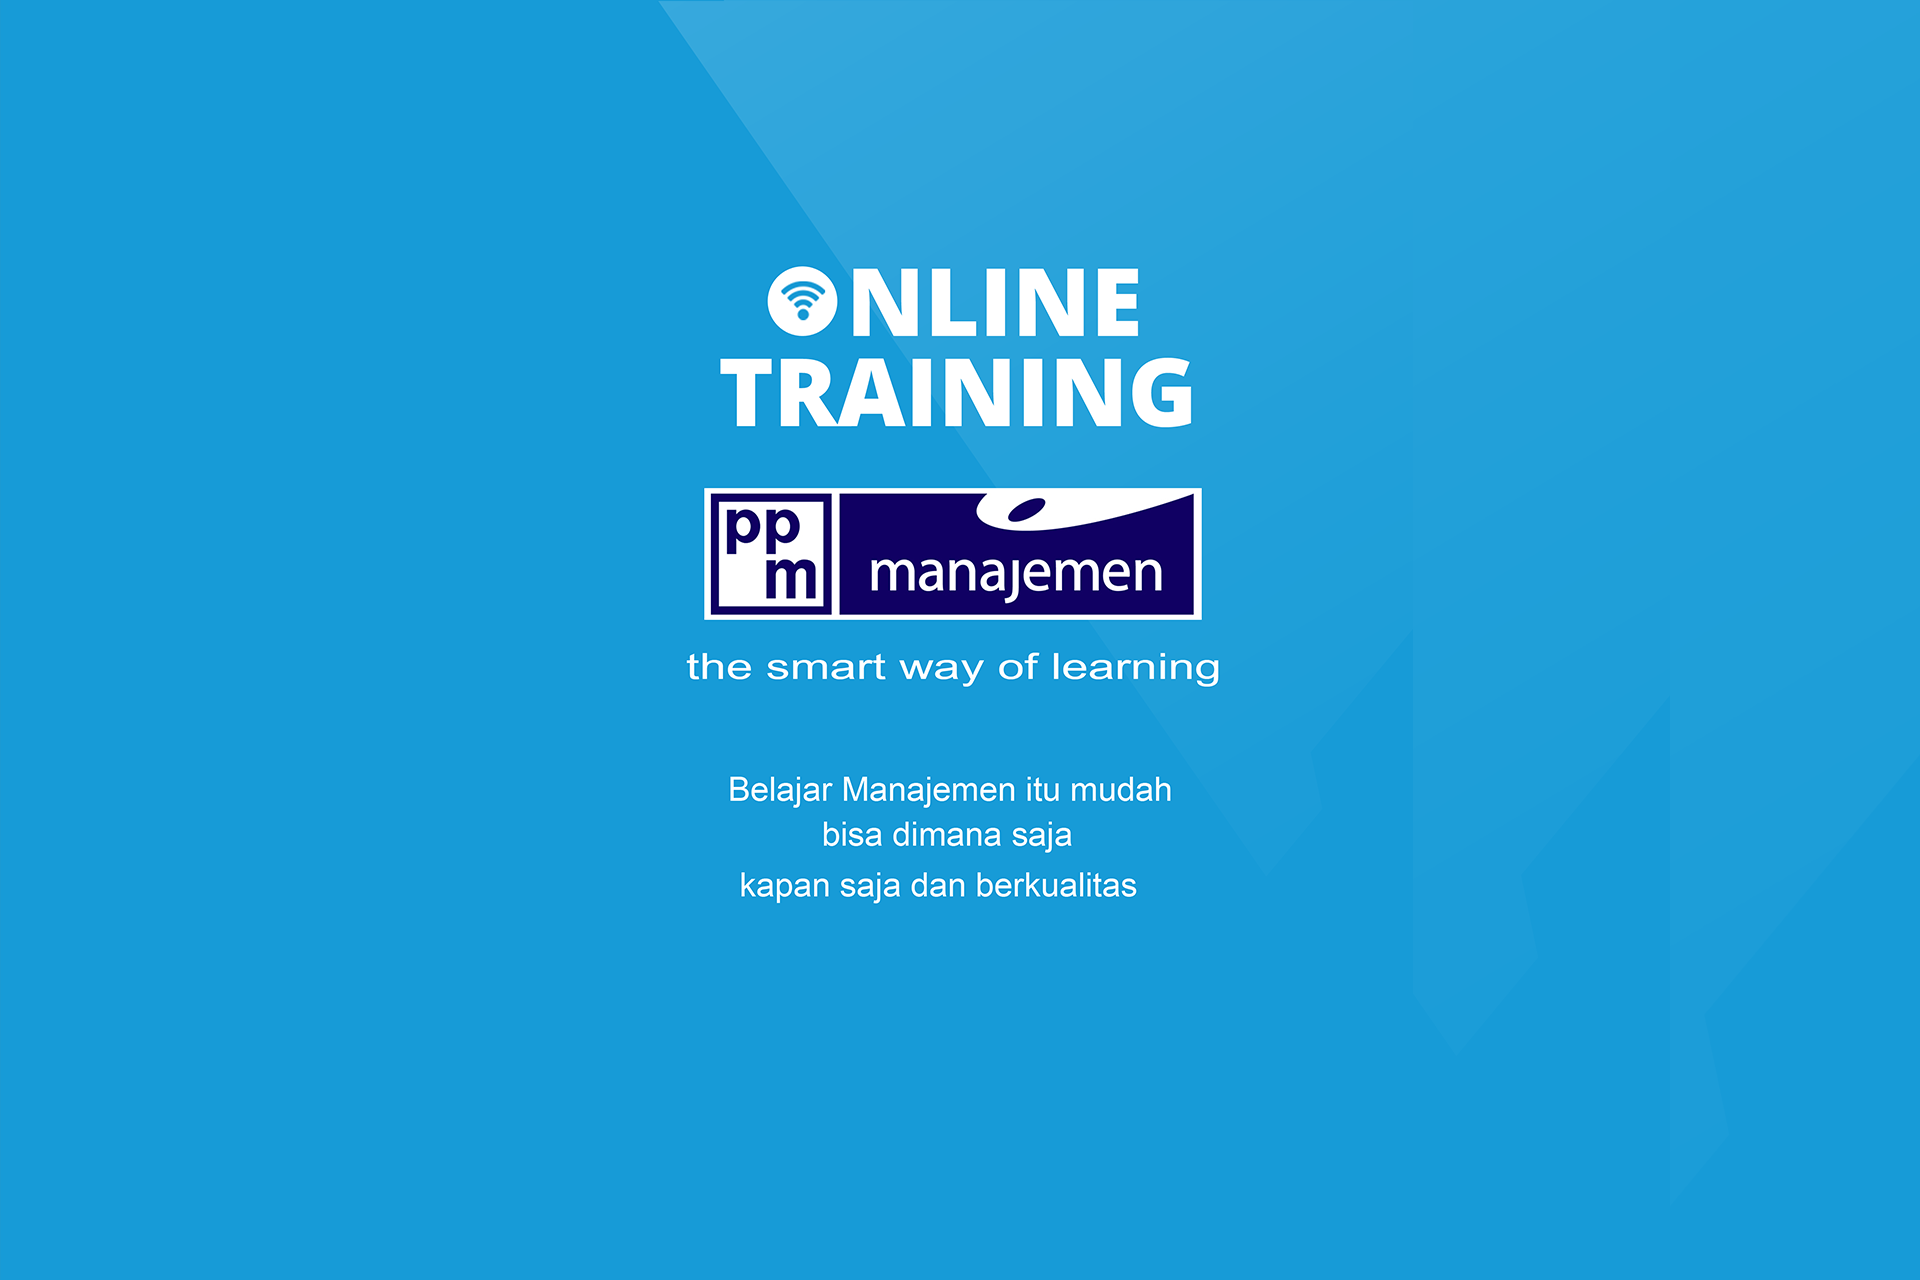 ONLINE
TRAINING
pp
m
manajemen
the smart way of learning
Belajar Manajemen itu mudah
bisa dimana saja
kapan saja dan berkualitas